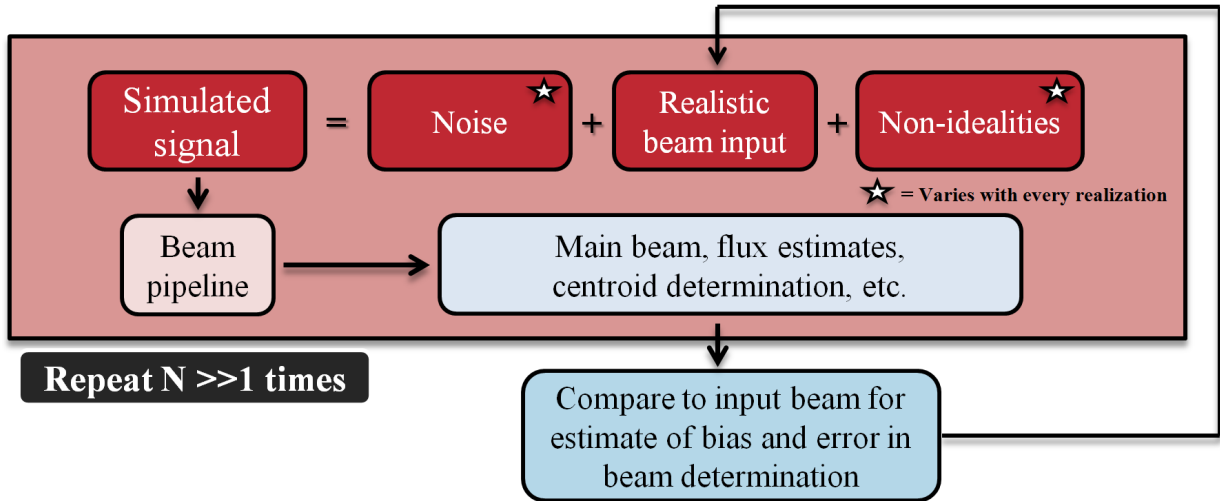 Simulated
signal
=
Noise
+
Realistic
beam input
+
Non-idealities
= Varies with every realization
Beam
pipeline
Main beam, flux estimates,
centroid determination, etc.
Repeat N >>1 times
Compare to input beam for
estimate of bias and error in
beam determination